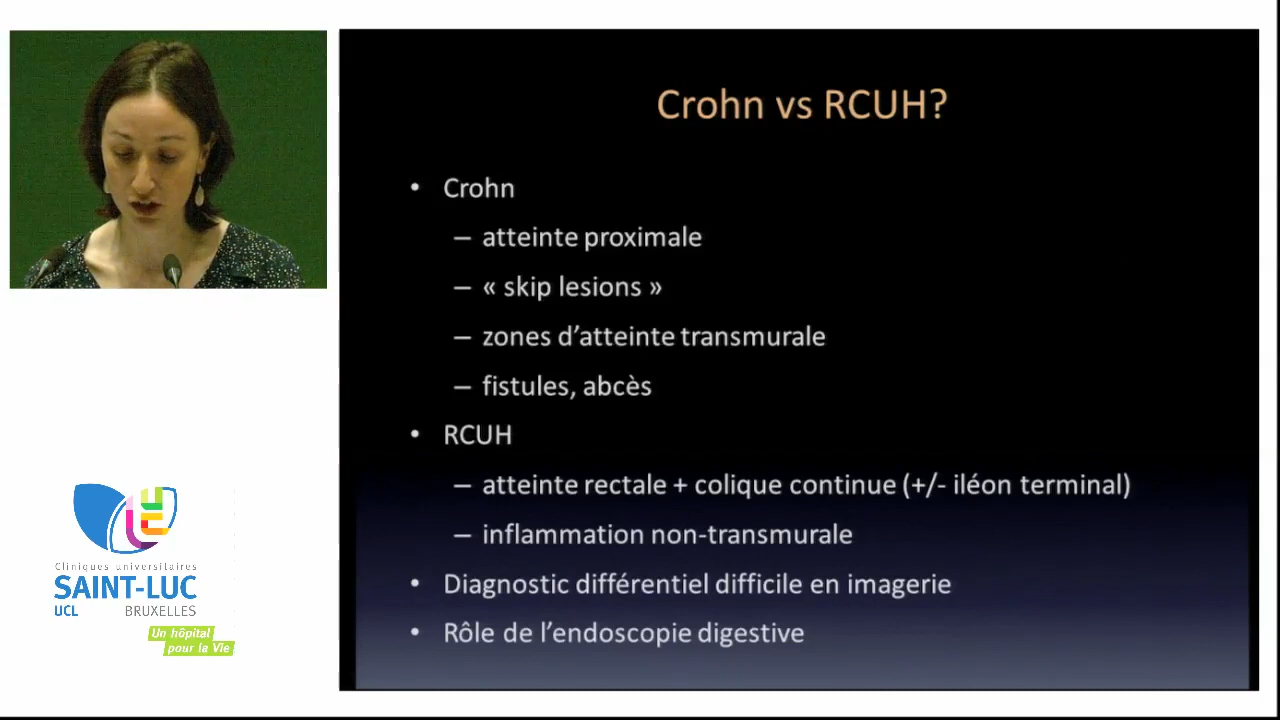 Crohn vs RCUH?
• Crohn
– atteinte proximale
– « skip lesions »
– zones d’atteinte transmurale
– fistules, abcès
• RCUH
– atteinte rectale + colique continue (+/- iléon terminal)
– inflammation non-transmurale
• Diagnostic différentiel difficile en imagerie
• Rôle de l’endoscopie digestive
Cliniques universitaires
SAINT-LUC
UCL BRUXELLES
Un hôpital
pour la Vie